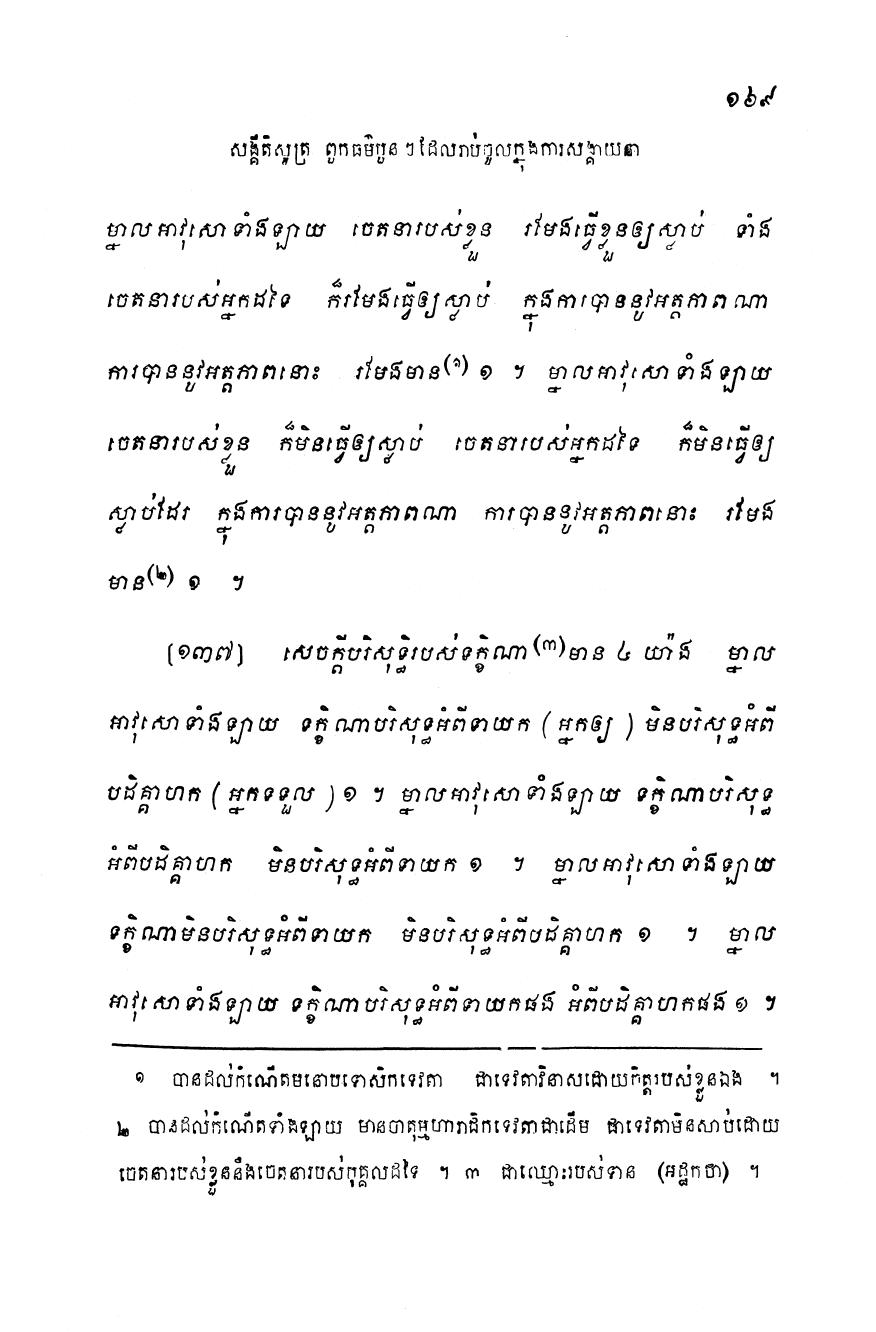 ១៦៩
សង្គីតិសូត្រ ពួកធម៌បួន ៗ ដែលរាប់ចូលក្នុងការសង្គាយនា
ម្នាលអាវុសោទាំងឡាយ ចេតនារបស់ខ្លួន រមែងធ្វើខ្លួនឲ្យស្លាប់ ទាំង
ចេតនារបស់អ្នកដទៃ ក៏រមែងធ្វើឲ្យស្លាប់ ក្នុងការបាននូវអត្តភាពណា
ការបាននូវអត្តភាពនោះ រមែងមាន(១) ១ ។ ម្នាលអាវុសោទាំងឡាយ
ចេតនារបស់ខ្លួន ក៏មិនធ្វើឲ្យស្លាប់ ចេតនារបស់អ្នកដទៃ ក៏មិនធ្វើឲ្យ
ស្លាប់ដែរ ក្នុងការបាននូវអត្តភាពណា ការបាននូវអត្តភាពនោះ រមែង
មាន(២) ១ ។
[១៣៧] សេចក្តីបរិសុទ្ធិរបស់ទក្ខិណា(៣)មាន ៤ យ៉ាង ម្នាល
អាវុសោទាំងឡាយ ទក្ខិណាបរិសុទ្ធអំពីទាយក (អ្នកឲ្យ) មិនបរិសុទ្ធអំពី
បដិគ្គាហក (អ្នកទទួល) ១ ។ ម្នាលអាវុសោទាំងឡាយ ទក្ខិណាបរិសុទ្ធ
អំពីបដិគ្គាហក មិនបរិសុទ្ធអំពីទាយក ១ ។ ម្នាលអាវុសោទាំងឡាយ
ទក្ខិណាមិនបរិសុទ្ធអំពីទាយក មិនបរិសុទ្ធអំពីបដិគ្គាហក ១ ។ ម្នាល
អាវុសោទាំងឡាយ ទក្ខិណាបរិសុទ្ធអំពីទាយកផង អំពីបដិគ្គាហកផង ១ ។
១ បានដល់កំណើតមនោបទោសិកទេវតា ជាទេវតាវិនាសដោយកិត្តរបស់ខ្លួនឯង ។
២ បានដល់កំណើតទាំងឡាយ មានចាតុម្មហារាជិកទេវតាជាដើម ជាទេវតាមិនស្លាប់ដោយ
ចេតនារបស់ខ្លួននឹងចេតនារបស់បុគ្គលដទៃ ។ ៣ ជាឈ្មោះរបស់ទាន (អដ្ឋកថា) ។